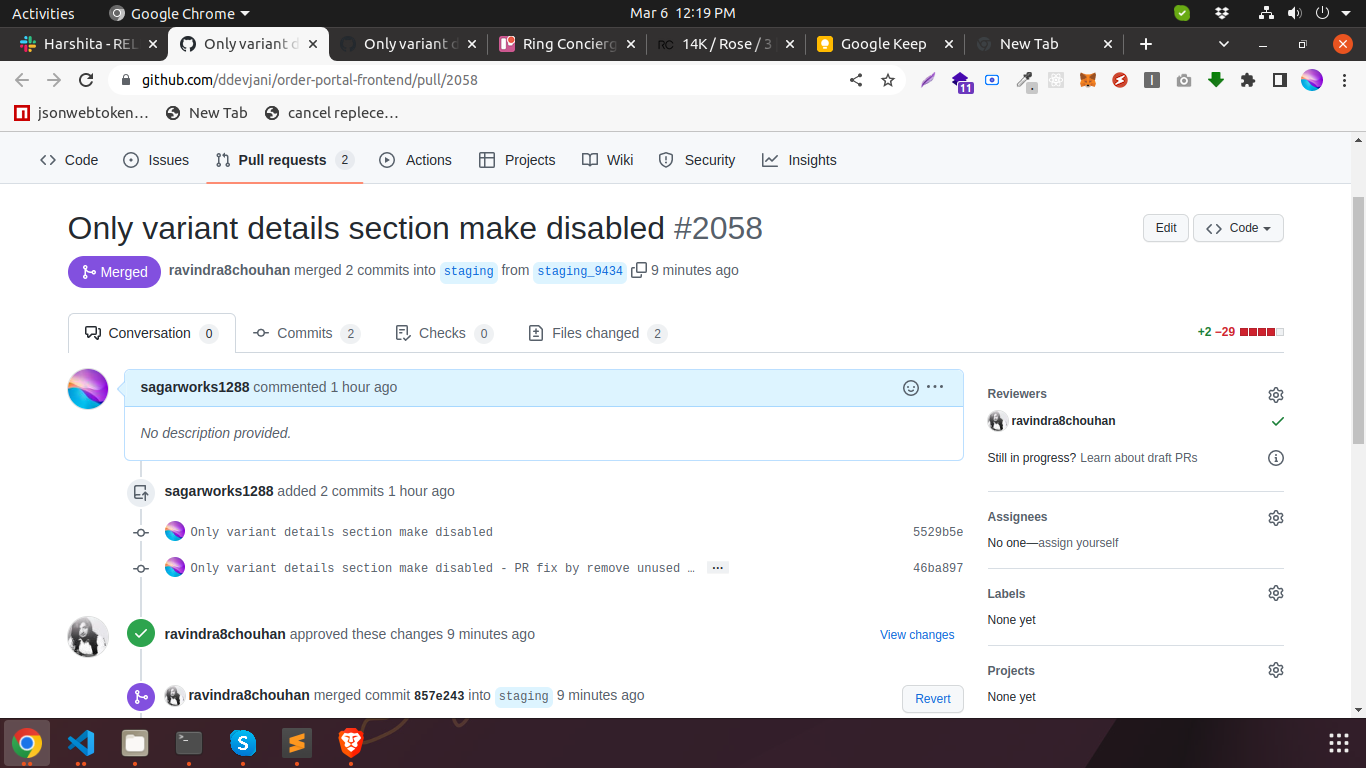 Activities Google Chrome Mar 6 12:19 PM
Harshita - REL Only variant d Only variant d Ring Concierg 14K / Rose / 3 Google Keep New Tab
github.com/ddevjani/order-portal-frontend/pull/2058 11
jsonwebtoken… New Tab cancel replece…
Code Issues Pull requests 2 Actions Projects Wiki Security Insights
Only variant details section make disabled #2058
Edit Code
Merged ravindra8chouhan merged 2 commits into staging from staging_9434 9 minutes ago
Conversation 0 Commits 2 Checks 0 Files changed 2 +2 −29
sagarworks1288 commented 1 hour ago
No description provided.
sagarworks1288 added 2 commits 1 hour ago
Only variant details section make disabled 5529b5e
Only variant details section make disabled - PR fix by remove unused … 46ba897
ravindra8chouhan approved these changes 9 minutes ago View changes
ravindra8chouhan merged commit 857e243 into staging 9 minutes ago Revert
Reviewers
ravindra8chouhan
Still in progress? Learn about draft PRs
Assignees
No one—assign yourself
Labels
None yet
Projects
None yet